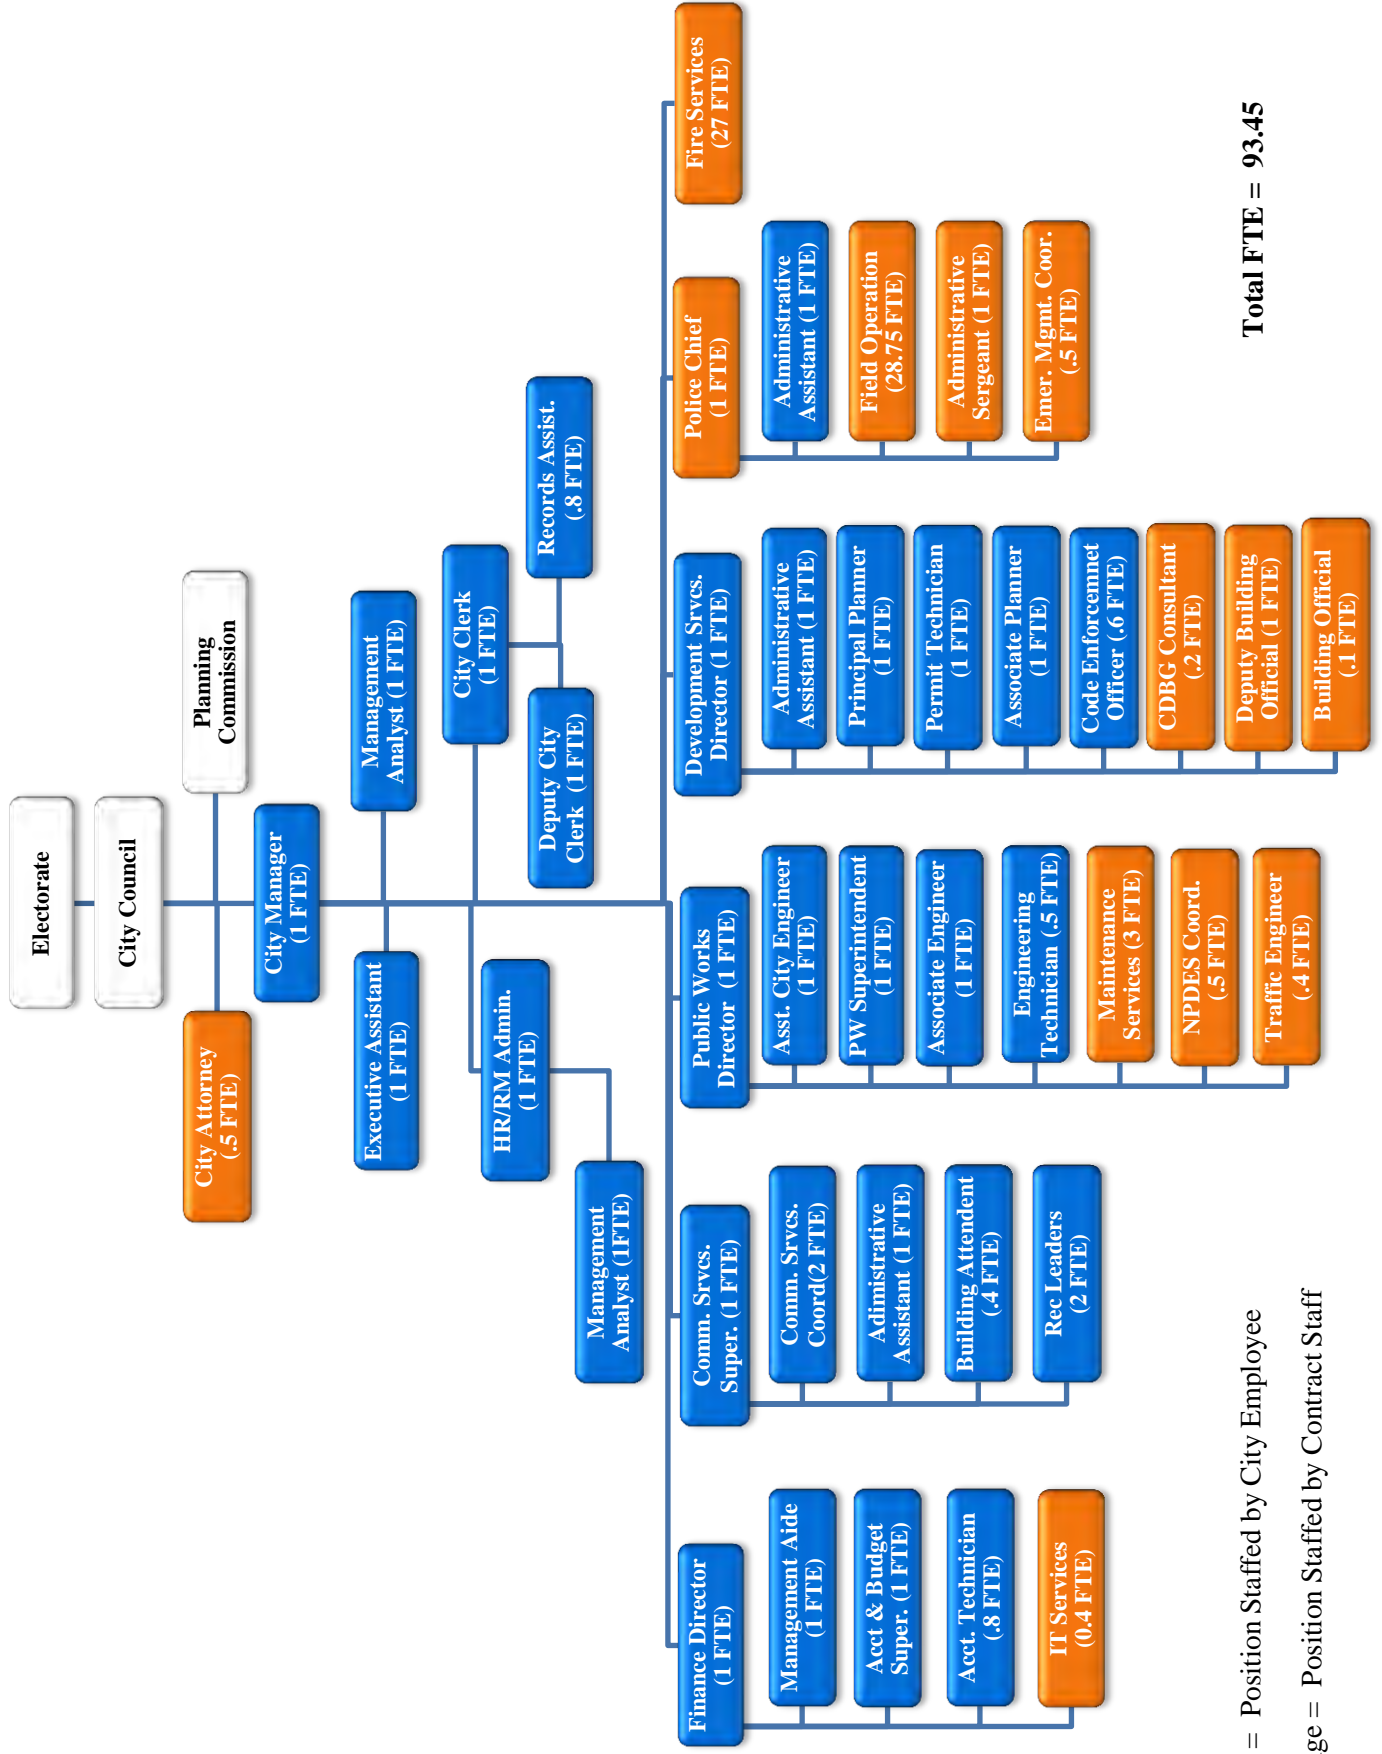 Electorate
City Council
City Attorney
(.5 FTE)
Planning
Commission
City Manager
(1 FTE)
Executive Assistant
(1 FTE)
Management
Analyst (1 FTE)
HR/RM Admin.
(1 FTE)
City Clerk
(1 FTE)
Management
Analyst (1FTE)
Deputy City
Clerk (1 FTE)
Records Assist.
(.8 FTE)
Finance Director
(1 FTE)
Management Aide
(1 FTE)
Acct & Budget
Super. (1 FTE)
Acct. Technician
(.8 FTE)
IT Services
(0.4 FTE)
Comm. Srvcs.
Super. (1 FTE)
Comm. Srvcs.
Coord(2 FTE)
Adimistrative
Assistant (1 FTE)
Building Attendent
(.4 FTE)
Rec Leaders
(2 FTE)
Public Works
Director (1 FTE)
Asst. City Engineer
(1 FTE)
PW Superintendent
(1 FTE)
Associate Engineer
(1 FTE)
Engineering
Technician (.5 FTE)
Maintenance
Services (3 FTE)
NPDES Coord.
(.5 FTE)
Traffic Engineer
(.4 FTE)
Development Srvcs.
Director (1 FTE)
Administrative
Assistant (1 FTE)
Principal Planner
(1 FTE)
Permit Technician
(1 FTE)
Associate Planner
(1 FTE)
Code Enforcemnet
Officer (.6 FTE)
CDBG Consultant
(.2 FTE)
Deputy Building
Official (1 FTE)
Building Official
(.1 FTE)
Police Chief
(1 FTE)
Administrative
Assistant (1 FTE)
Field Operation
(28.75 FTE)
Administrative
Sergeant (1 FTE)
Emer. Mgmt. Coor.
(.5 FTE)
Fire Services
(27 FTE)
= Position Staffed by City Employee
ge = Position Staffed by Contract Staff
Total FTE = 93.45